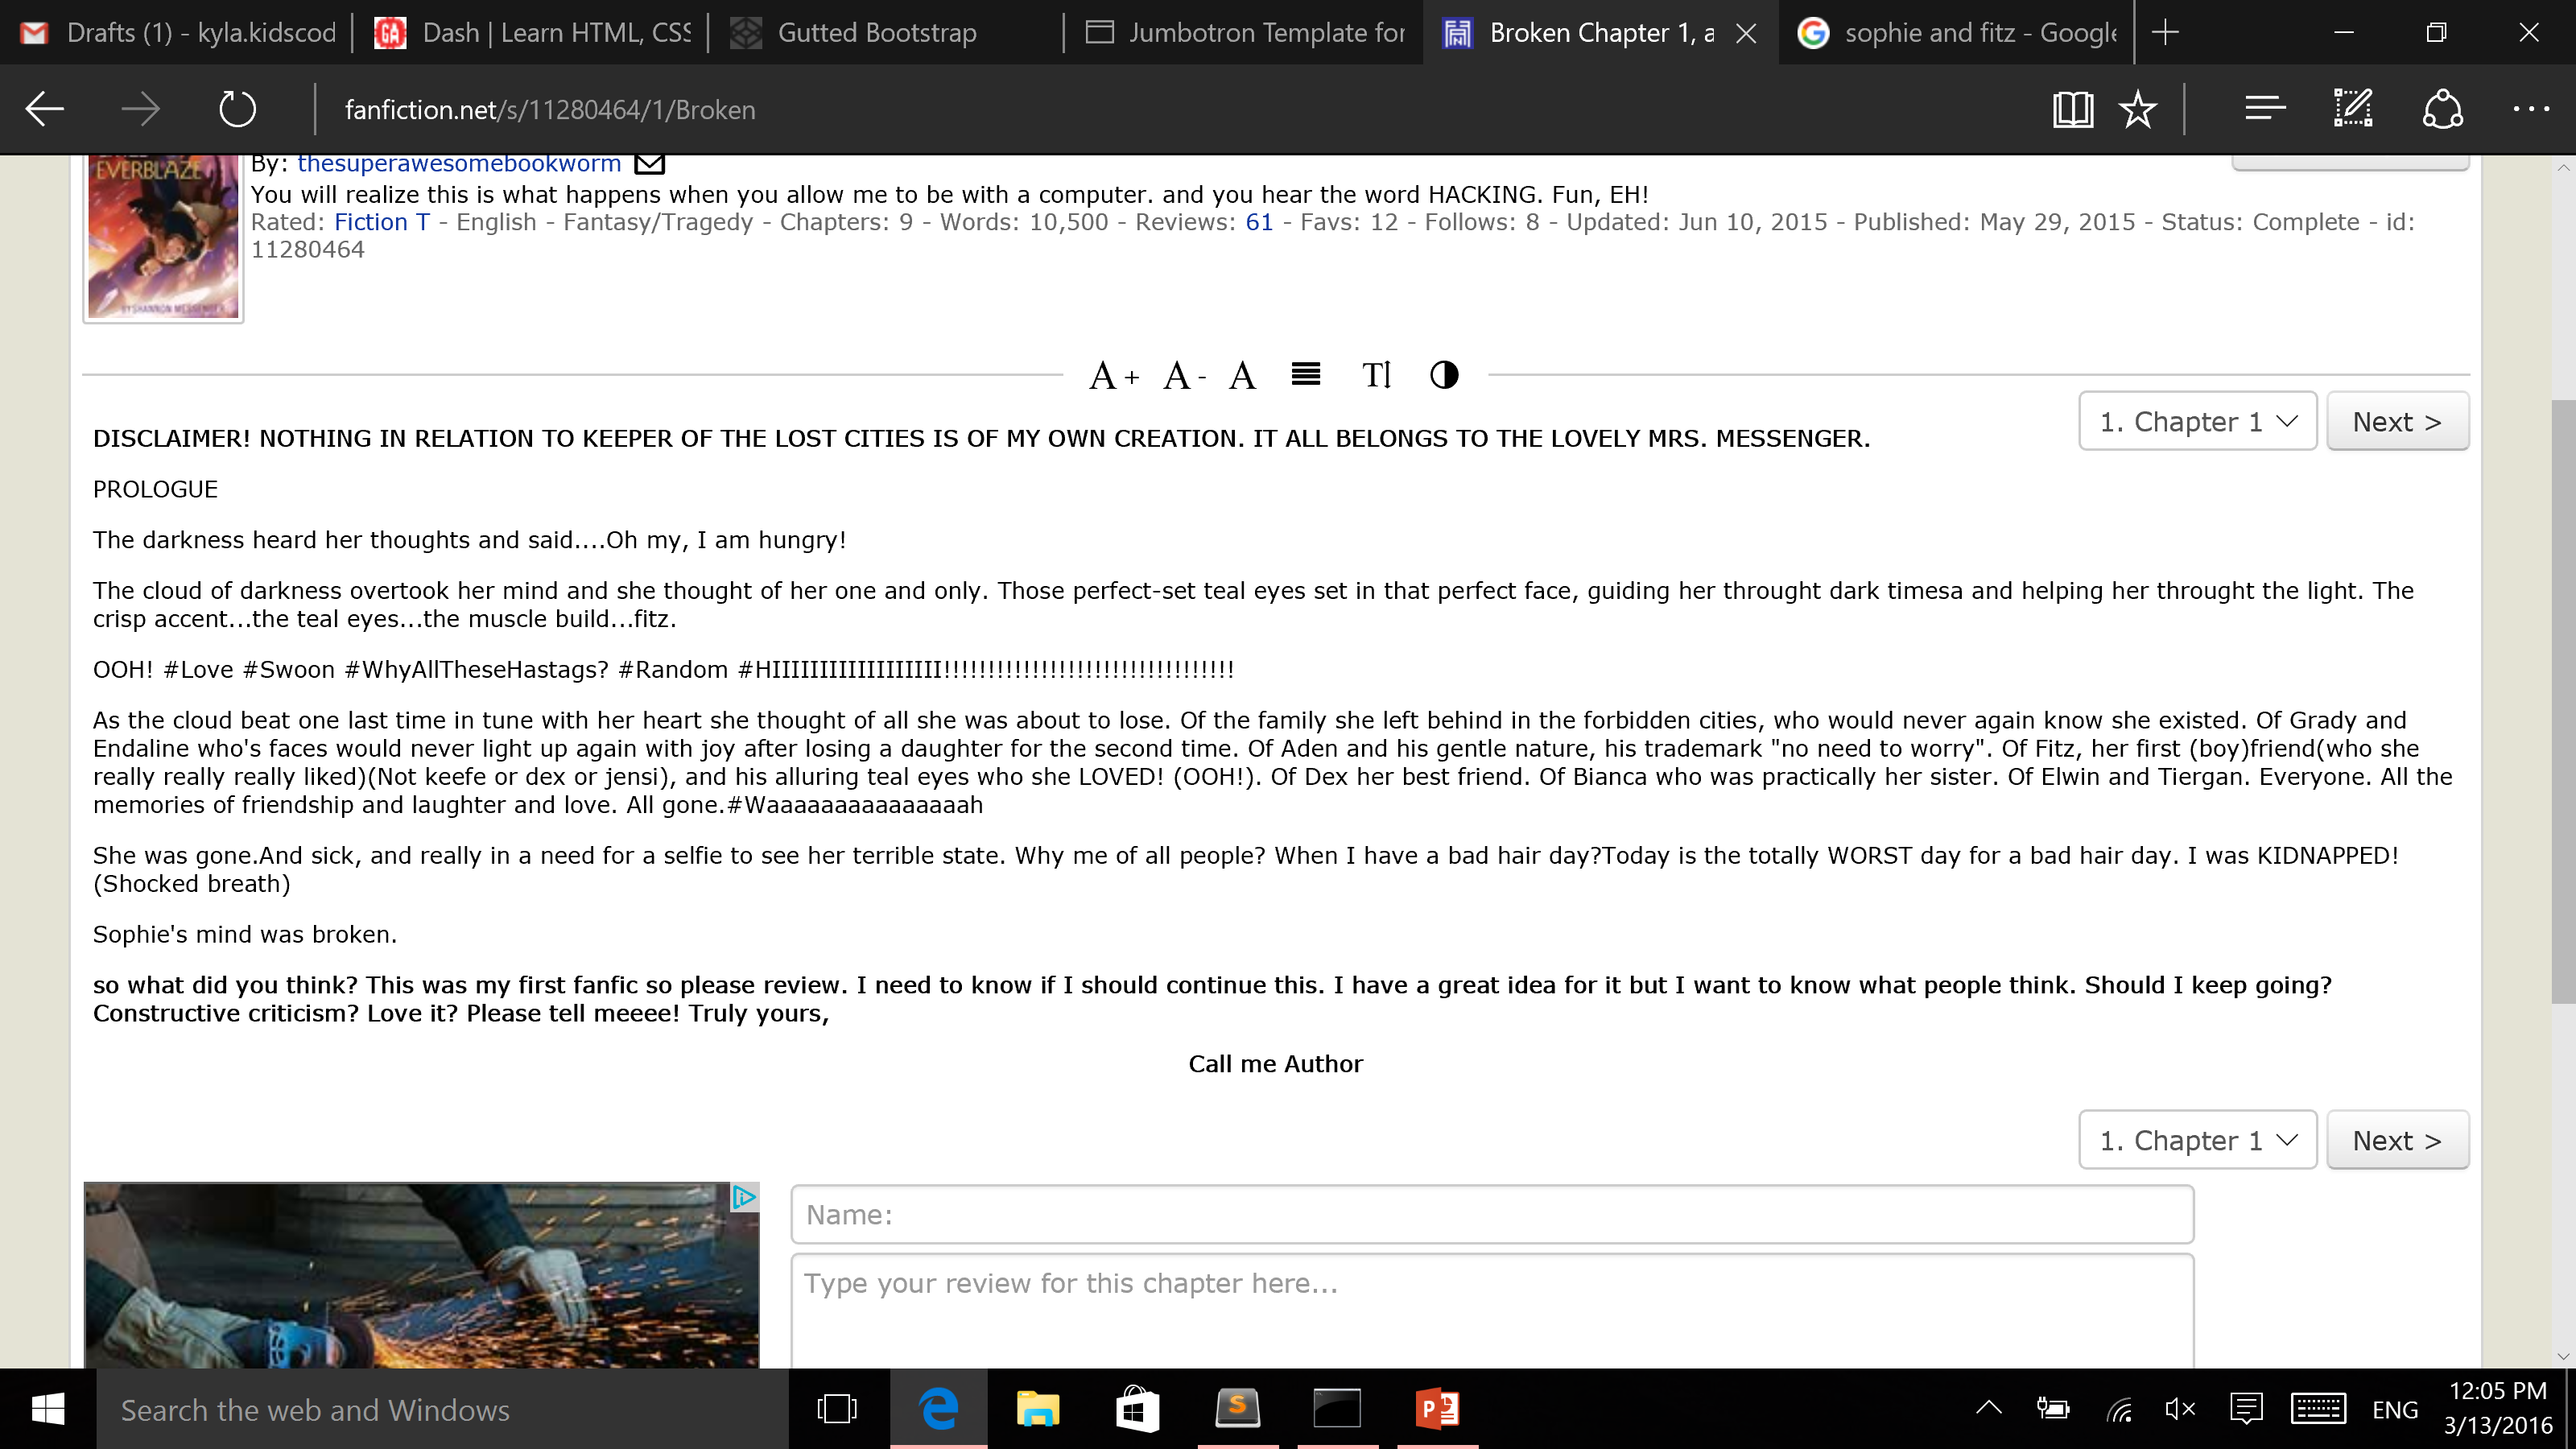 Drafts (1) - kyla.kidscod
Dash | Learn HTML, CSS
Gutted Bootstrap
Jumbotron Template for
Broken Chapter 1, a
sophie and fitz - Google
fanfiction.net/s/11280464/1/Broken
EVERBLAZE
BY SHANNON MESSENGER
By: thesuperawesomebookworm
You will realize this is what happens when you allow me to be with a computer. and you hear the word HACKING. Fun, EH!
Rated: Fiction T - English - Fantasy/Tragedy - Chapters: 9 - Words: 10,500 - Reviews: 61 - Favs: 12 - Follows: 8 - Updated: Jun 10, 2015 - Published: May 29, 2015 - Status: Complete - id:
11280464
A + A - A T
1. Chapter 1 Next >
DISCLAIMER! NOTHING IN RELATION TO KEEPER OF THE LOST CITIES IS OF MY OWN CREATION. IT ALL BELONGS TO THE LOVELY MRS. MESSENGER.
PROLOGUE
The darkness heard her thoughts and said....Oh my, I am hungry!
The cloud of darkness overtook her mind and she thought of her one and only. Those perfect-set teal eyes set in that perfect face, guiding her throught dark timesa and helping her throught the light. The
crisp accent...the teal eyes...the muscle build...fitz.
OOH! #Love #Swoon #WhyAllTheseHastags? #Random #HIIIIIIIIIIIIIIIIII!!!!!!!!!!!!!!!!!!!!!!!!!!!!!!!!!
As the cloud beat one last time in tune with her heart she thought of all she was about to lose. Of the family she left behind in the forbidden cities, who would never again know she existed. Of Grady and
Endaline who's faces would never light up again with joy after losing a daughter for the second time. Of Aden and his gentle nature, his trademark "no need to worry". Of Fitz, her first (boy)friend(who she
really really really liked)(Not keefe or dex or jensi), and his alluring teal eyes who she LOVED! (OOH!). Of Dex her best friend. Of Bianca who was practically her sister. Of Elwin and Tiergan. Everyone. All the
memories of friendship and laughter and love. All gone.#Waaaaaaaaaaaaaaaah
She was gone.And sick, and really in a need for a selfie to see her terrible state. Why me of all people? When I have a bad hair day?Today is the totally WORST day for a bad hair day. I was KIDNAPPED!
(Shocked breath)
Sophie's mind was broken.
so what did you think? This was my first fanfic so please review. I need to know if I should continue this. I have a great idea for it but I want to know what people think. Should I keep going?
Constructive criticism? Love it? Please tell meeee! Truly yours,
Call me Author
1. Chapter 1 Next >
Name:
Type your review for this chapter here...
Search the web and Windows
ENG
12:05 PM
3/13/2016